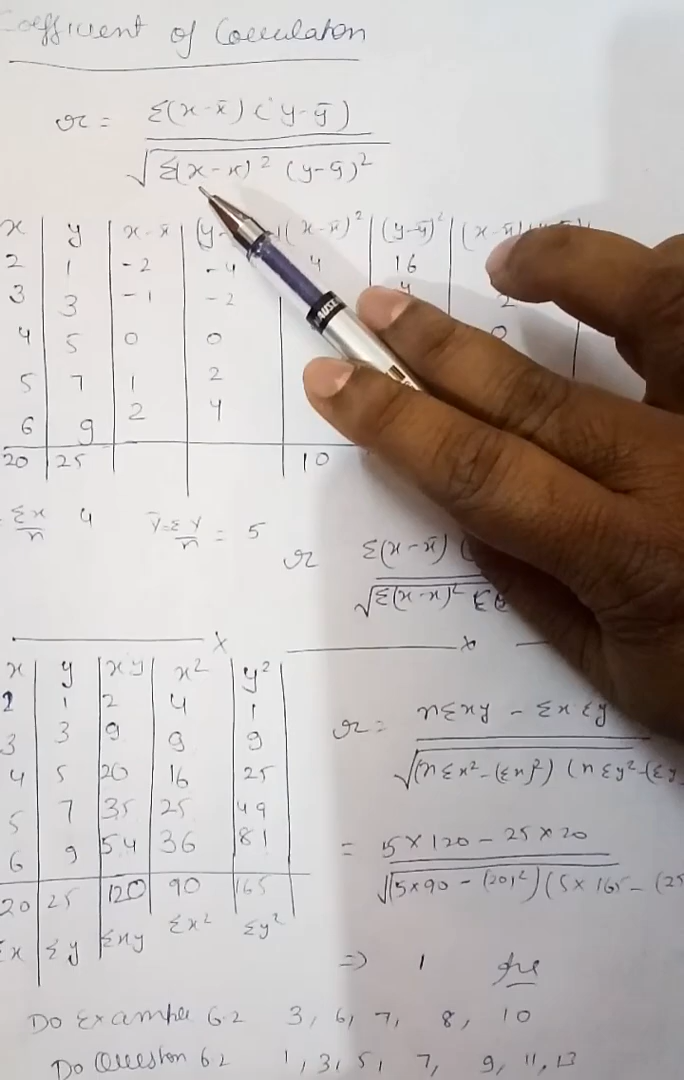 Coefficient of Correlation
r = Σ(x-x̄) (y-ȳ)
√Σ(x-x)² (y-ȳ)²
x y x-x̄ (y- (x-x̄)² (y-ȳ)² (x-x̄)
2 1 -2 -4 4 16
3 3 -1 -2 4 2
4 5 0 0 0
5 7 1 2
6 9 2 4
20 25 10
= Σx/n 4 ȳ=Σy/n = 5
r Σ(x-x̄) (
√Σ(x-x)² Σ
x
x
x y xy x² y²
2 1 2 4 1
3 3 9 9 9
4 5 20 16 25
5 7 35 25 49
6 9 54 36 81
20 25 120 90 165
Σx Σy Σxy Σx² Σy²
r = nΣxy - Σx Σy
√(nΣx²-(Σx)²) (nΣy²-(Σy
= 5×120-25×20
√(5×90-(20)²)(5×165-(25
⇒ 1
Do Example 6.2 3, 6, 7, 8, 10
Do Question 6.2 1, 3, 5, 7, 9, 11, 13